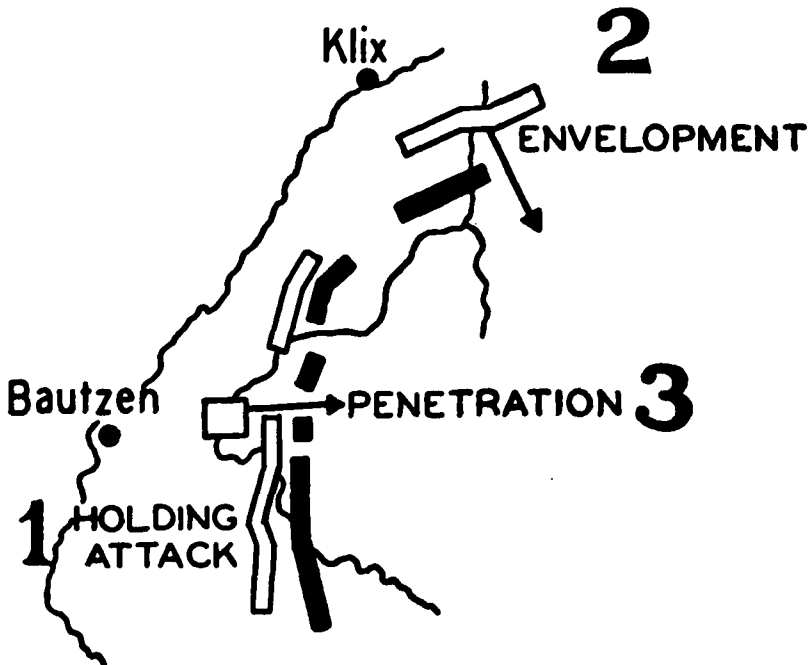 Klix
2
ENVELOPMENT
Bautzen
PENETRATION 3
1 HOLDING
ATTACK